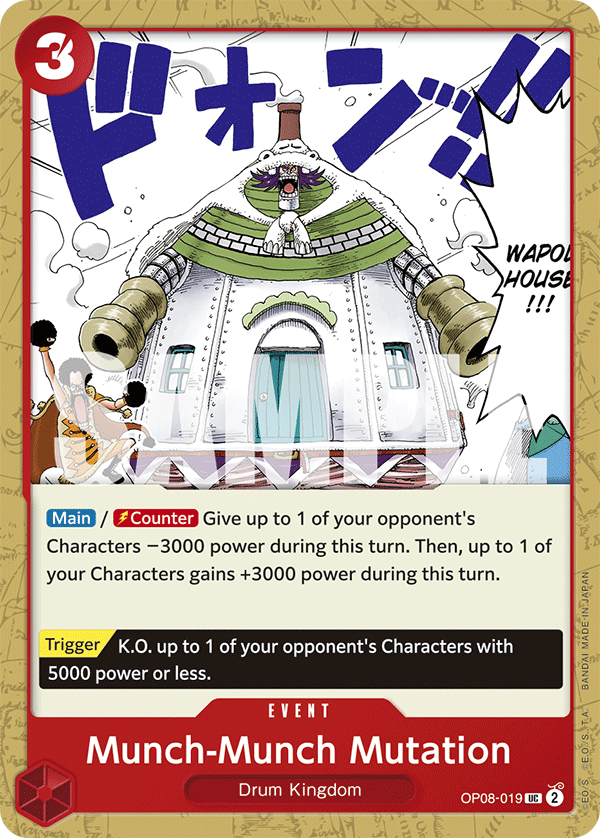 3
ドォン!!
WAPOL
HOUSE
!!!
SAMPLE
Main / Counter Give up to 1 of your opponent's
Characters −3000 power during this turn. Then, up to 1 of
your Characters gains +3000 power during this turn.
Trigger K.O. up to 1 of your opponent's Characters with
5000 power or less.
EVENT
Munch-Munch Mutation
Drum Kingdom
OP08-019 UC 2
©E.O./S. ©E.O./S.,T.A. BANDAI MADE IN JAPAN